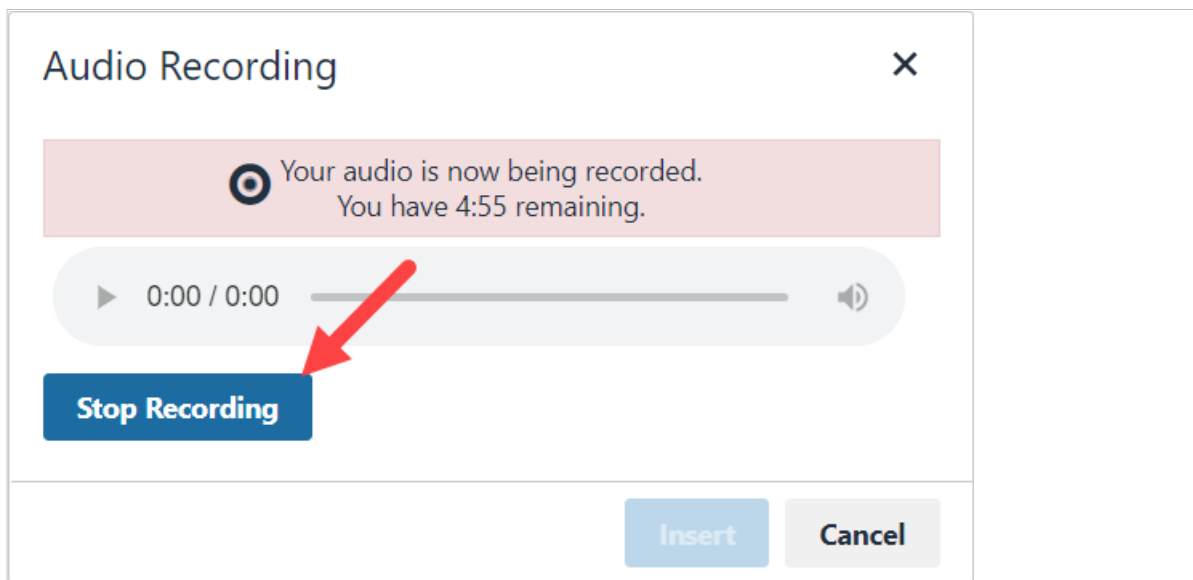 Audio Recording
Your audio is now being recorded.
You have 4:55 remaining.
0:00 / 0:00
Stop Recording
Insert Cancel